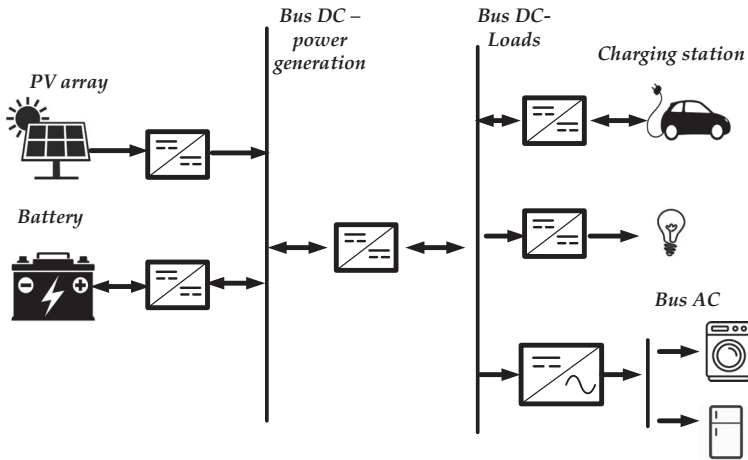 Bus DC –
power
generation
Bus DC-
Loads
PV array
Charging station
Battery
Bus AC